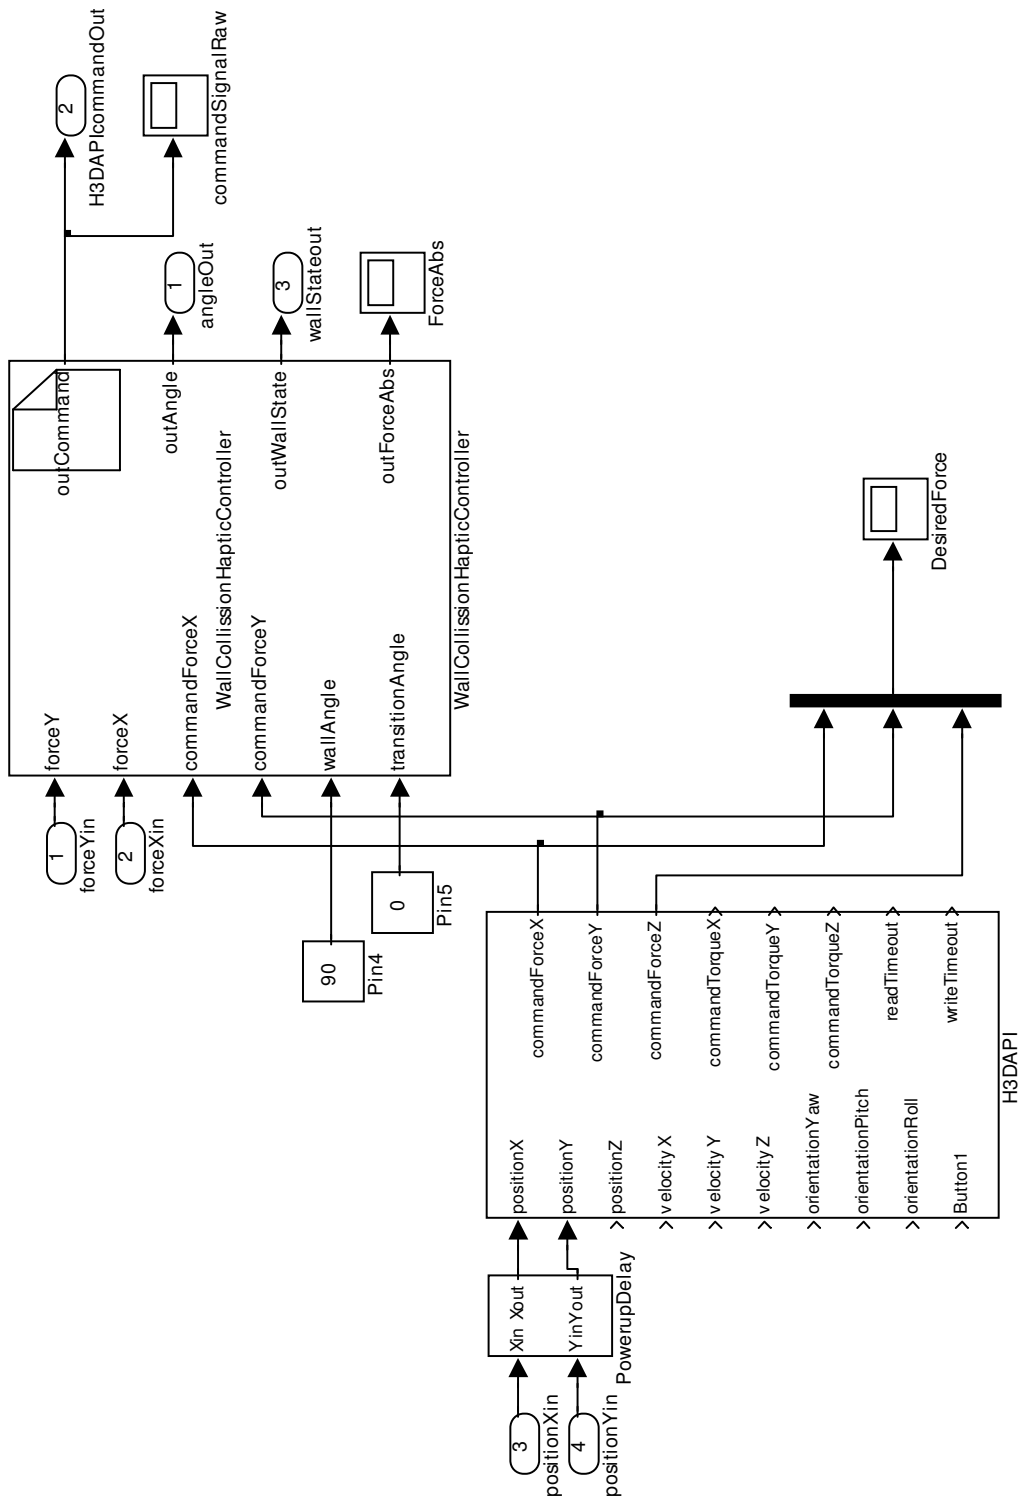 1
forceYin
2
forceXin
90
Pin4
0
Pin5
forceY
forceX
commandForceX
commandForceY
wallAngle
transitionAngle
WallCollissionHapticController
outCommand
outAngle
outWallState
outForceAbs
WallCollissionHapticController
2
H3DAPIcommandOut
commandSignalRaw
1
angleOut
3
wallStateout
ForceAbs
3
positionXin
4
positionYin
Xin Xout
YinYout
PowerupDelay
positionX
positionY
positionZ
velocityX
velocityY
velocityZ
orientationYaw
orientationPitch
orientationRoll
Button1
commandForceX
commandForceY
commandForceZ
commandTorqueX
commandTorqueY
commandTorqueZ
readTimeout
writeTimeout
H3DAPI
DesiredForce